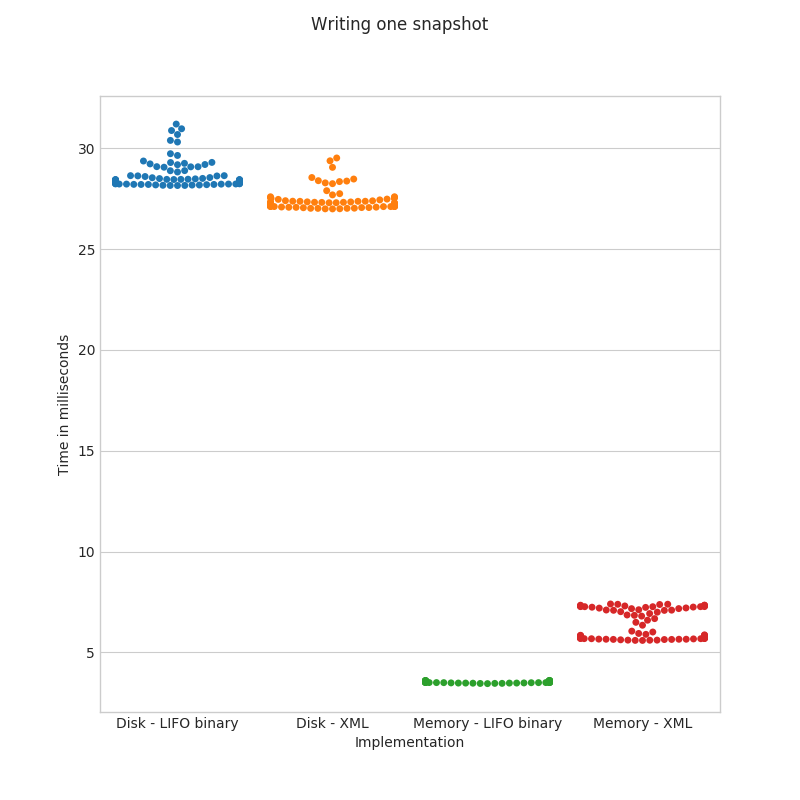 Writing one snapshot
30
25
20
15
10
5
Time in milliseconds
Disk - LIFO binary
Disk - XML
Memory - LIFO binary
Memory - XML
Implementation